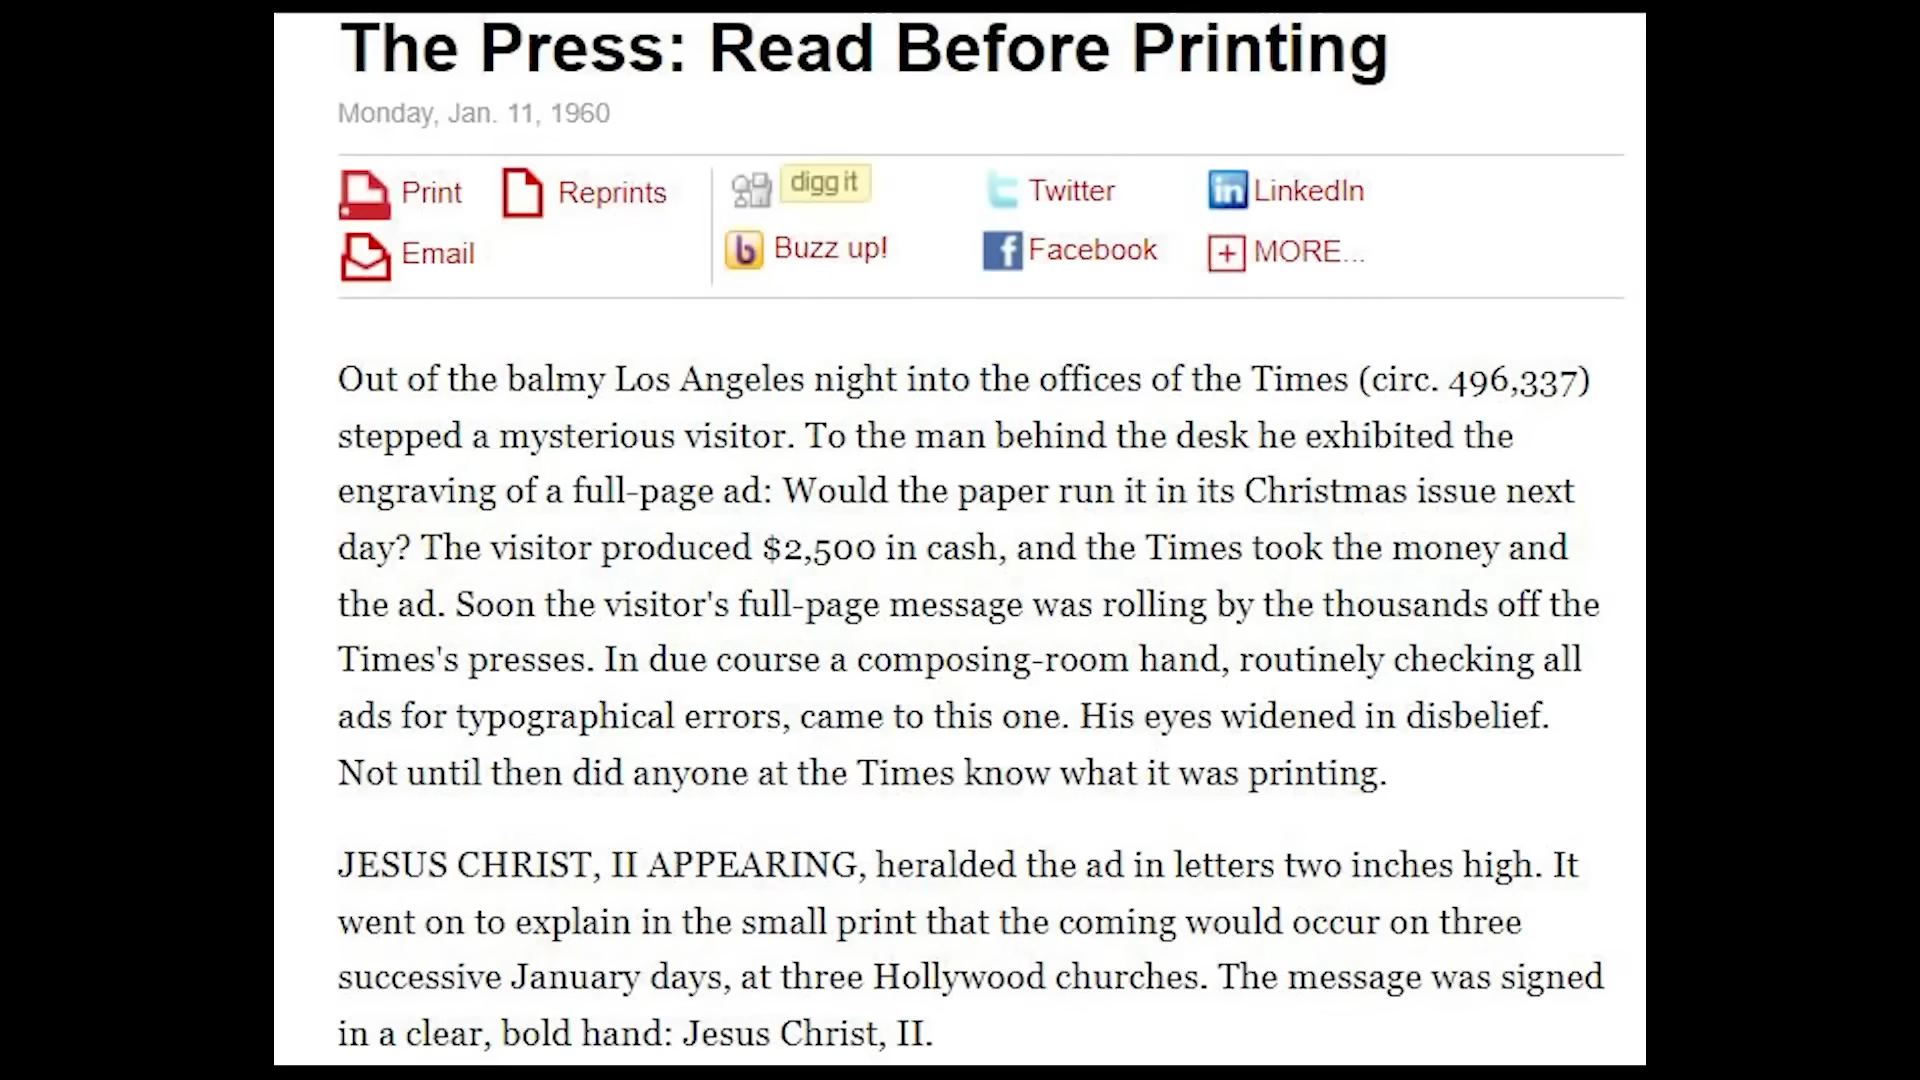 The Press: Read Before Printing
Monday, Jan. 11, 1960
Print Reprints digg it Twitter LinkedIn
Email Buzz up! Facebook MORE...
Out of the balmy Los Angeles night into the offices of the Times (circ. 496,337)
stepped a mysterious visitor. To the man behind the desk he exhibited the
engraving of a full-page ad: Would the paper run it in its Christmas issue next
day? The visitor produced $2,500 in cash, and the Times took the money and
the ad. Soon the visitor's full-page message was rolling by the thousands off the
Times's presses. In due course a composing-room hand, routinely checking all
ads for typographical errors, came to this one. His eyes widened in disbelief.
Not until then did anyone at the Times know what it was printing.
JESUS CHRIST, II APPEARING, heralded the ad in letters two inches high. It
went on to explain in the small print that the coming would occur on three
successive January days, at three Hollywood churches. The message was signed
in a clear, bold hand: Jesus Christ, II.